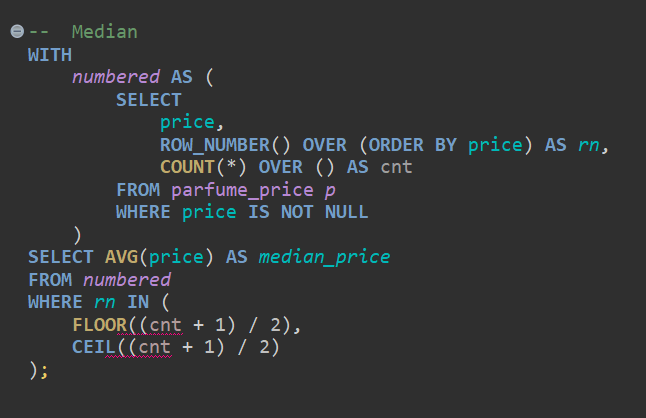 -- Median
WITH
numbered AS (
SELECT
price,
ROW_NUMBER() OVER (ORDER BY price) AS rn,
COUNT(*) OVER () AS cnt
FROM parfume_price p
WHERE price IS NOT NULL
)
SELECT AVG(price) AS median_price
FROM numbered
WHERE rn IN (
FLOOR((cnt + 1) / 2),
CEIL((cnt + 1) / 2)
);